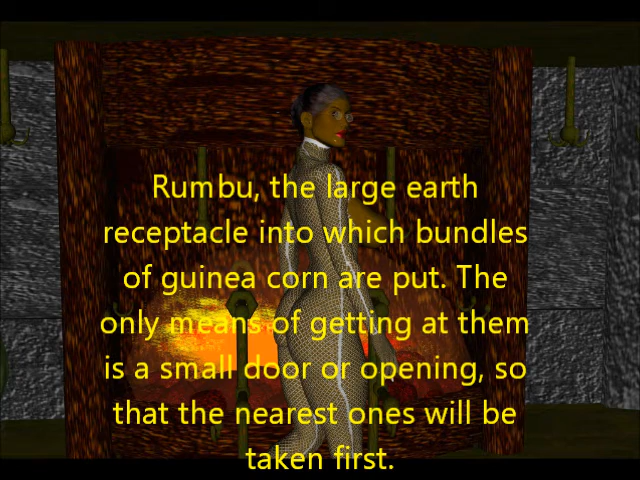 Rumbu, the large earth
receptacle into which bundles
of guinea corn are put. The
only means of getting at them
is a small door or opening, so
that the nearest ones will be
taken first.